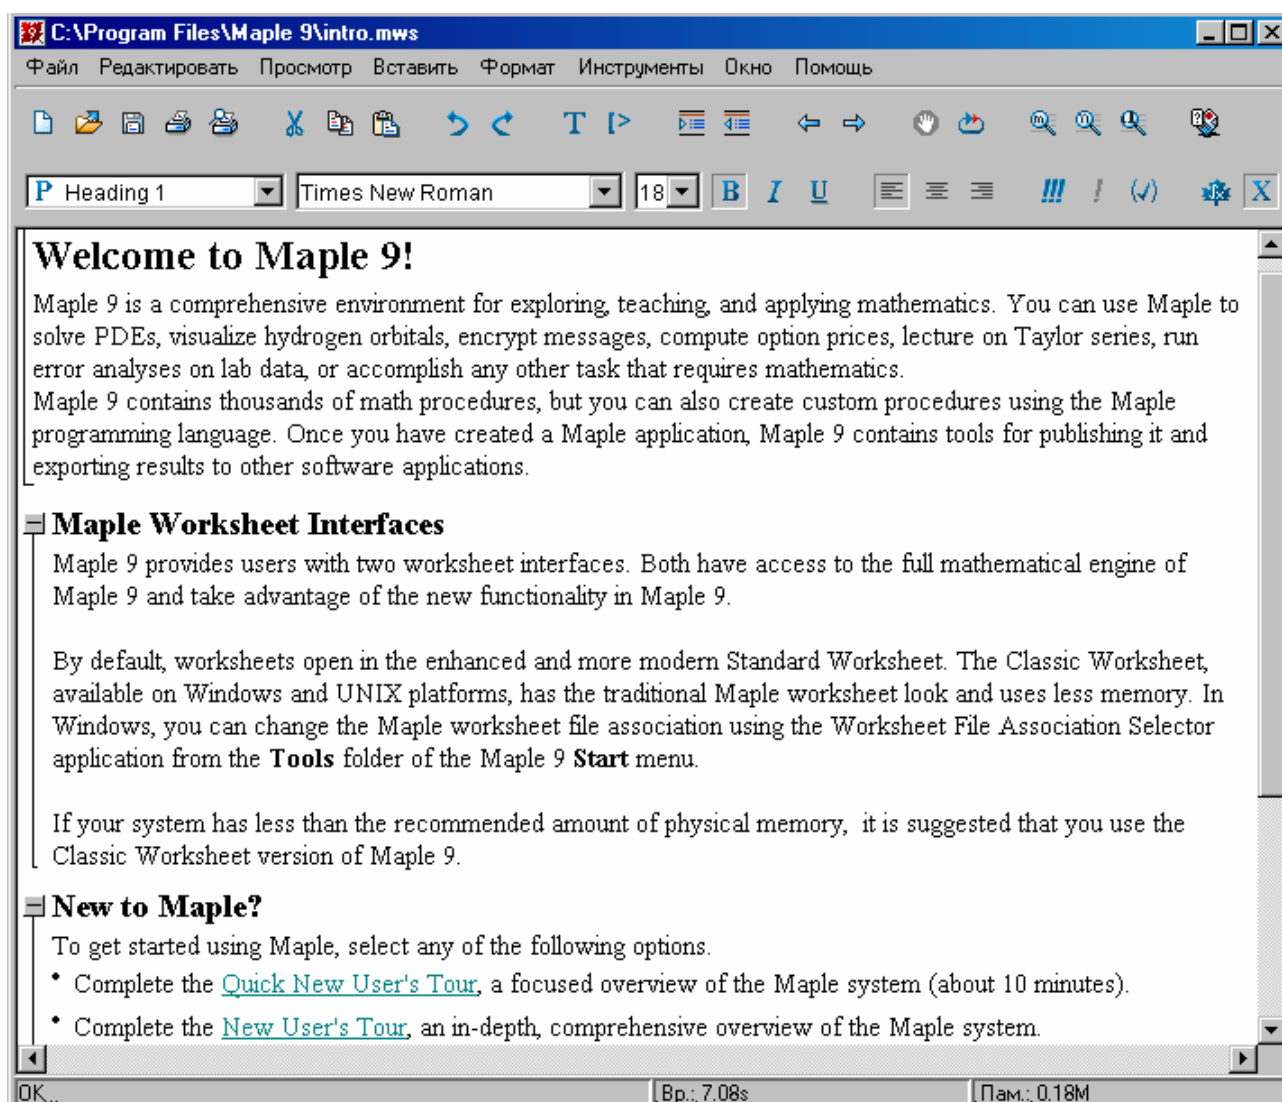 C:\Program Files\Maple 9\intro.mws
Файл Редактировать Просмотр Вставить Формат Инструменты Окно Помощь
P Heading 1 Times New Roman 18 B I U !!! ! (✓) X
Welcome to Maple 9!
Maple 9 is a comprehensive environment for exploring, teaching, and applying mathematics. You can use Maple to
solve PDEs, visualize hydrogen orbitals, encrypt messages, compute option prices, lecture on Taylor series, run
error analyses on lab data, or accomplish any other task that requires mathematics.
Maple 9 contains thousands of math procedures, but you can also create custom procedures using the Maple
programming language. Once you have created a Maple application, Maple 9 contains tools for publishing it and
exporting results to other software applications.
Maple Worksheet Interfaces
Maple 9 provides users with two worksheet interfaces. Both have access to the full mathematical engine of
Maple 9 and take advantage of the new functionality in Maple 9.
By default, worksheets open in the enhanced and more modern Standard Worksheet. The Classic Worksheet,
available on Windows and UNIX platforms, has the traditional Maple worksheet look and uses less memory. In
Windows, you can change the Maple worksheet file association using the Worksheet File Association Selector
application from the Tools folder of the Maple 9 Start menu.
If your system has less than the recommended amount of physical memory, it is suggested that you use the
Classic Worksheet version of Maple 9.
New to Maple?
To get started using Maple, select any of the following options.
• Complete the Quick New User's Tour, a focused overview of the Maple system (about 10 minutes).
• Complete the New User's Tour, an in-depth, comprehensive overview of the Maple system.
OK.. Вр.: 7.08s Пам.: 0.18M